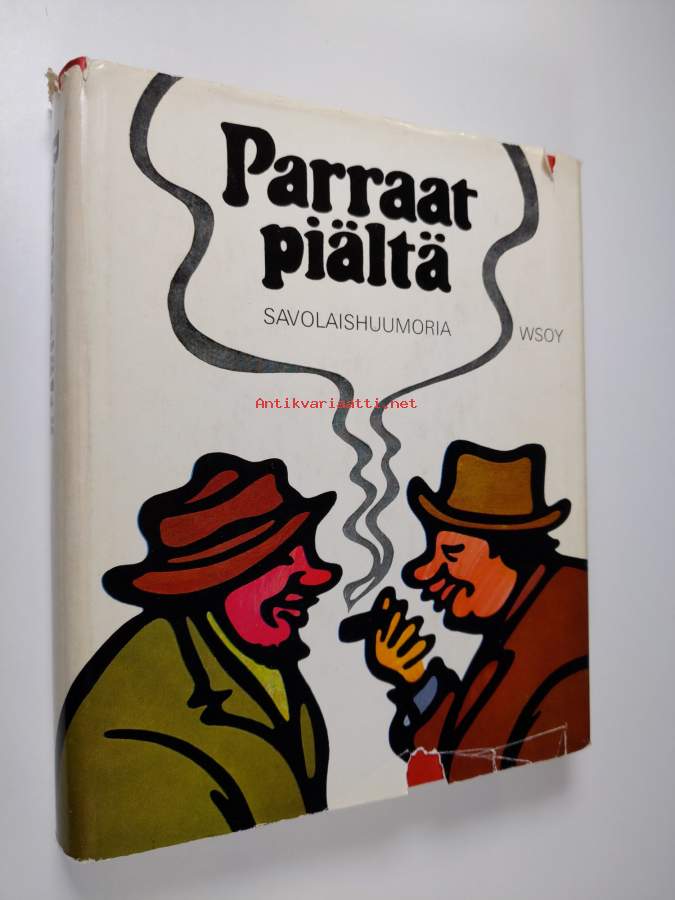 Parraat
piältä
SAVOLAISHUUMORIA
WSOY
Antikvariaatti.net